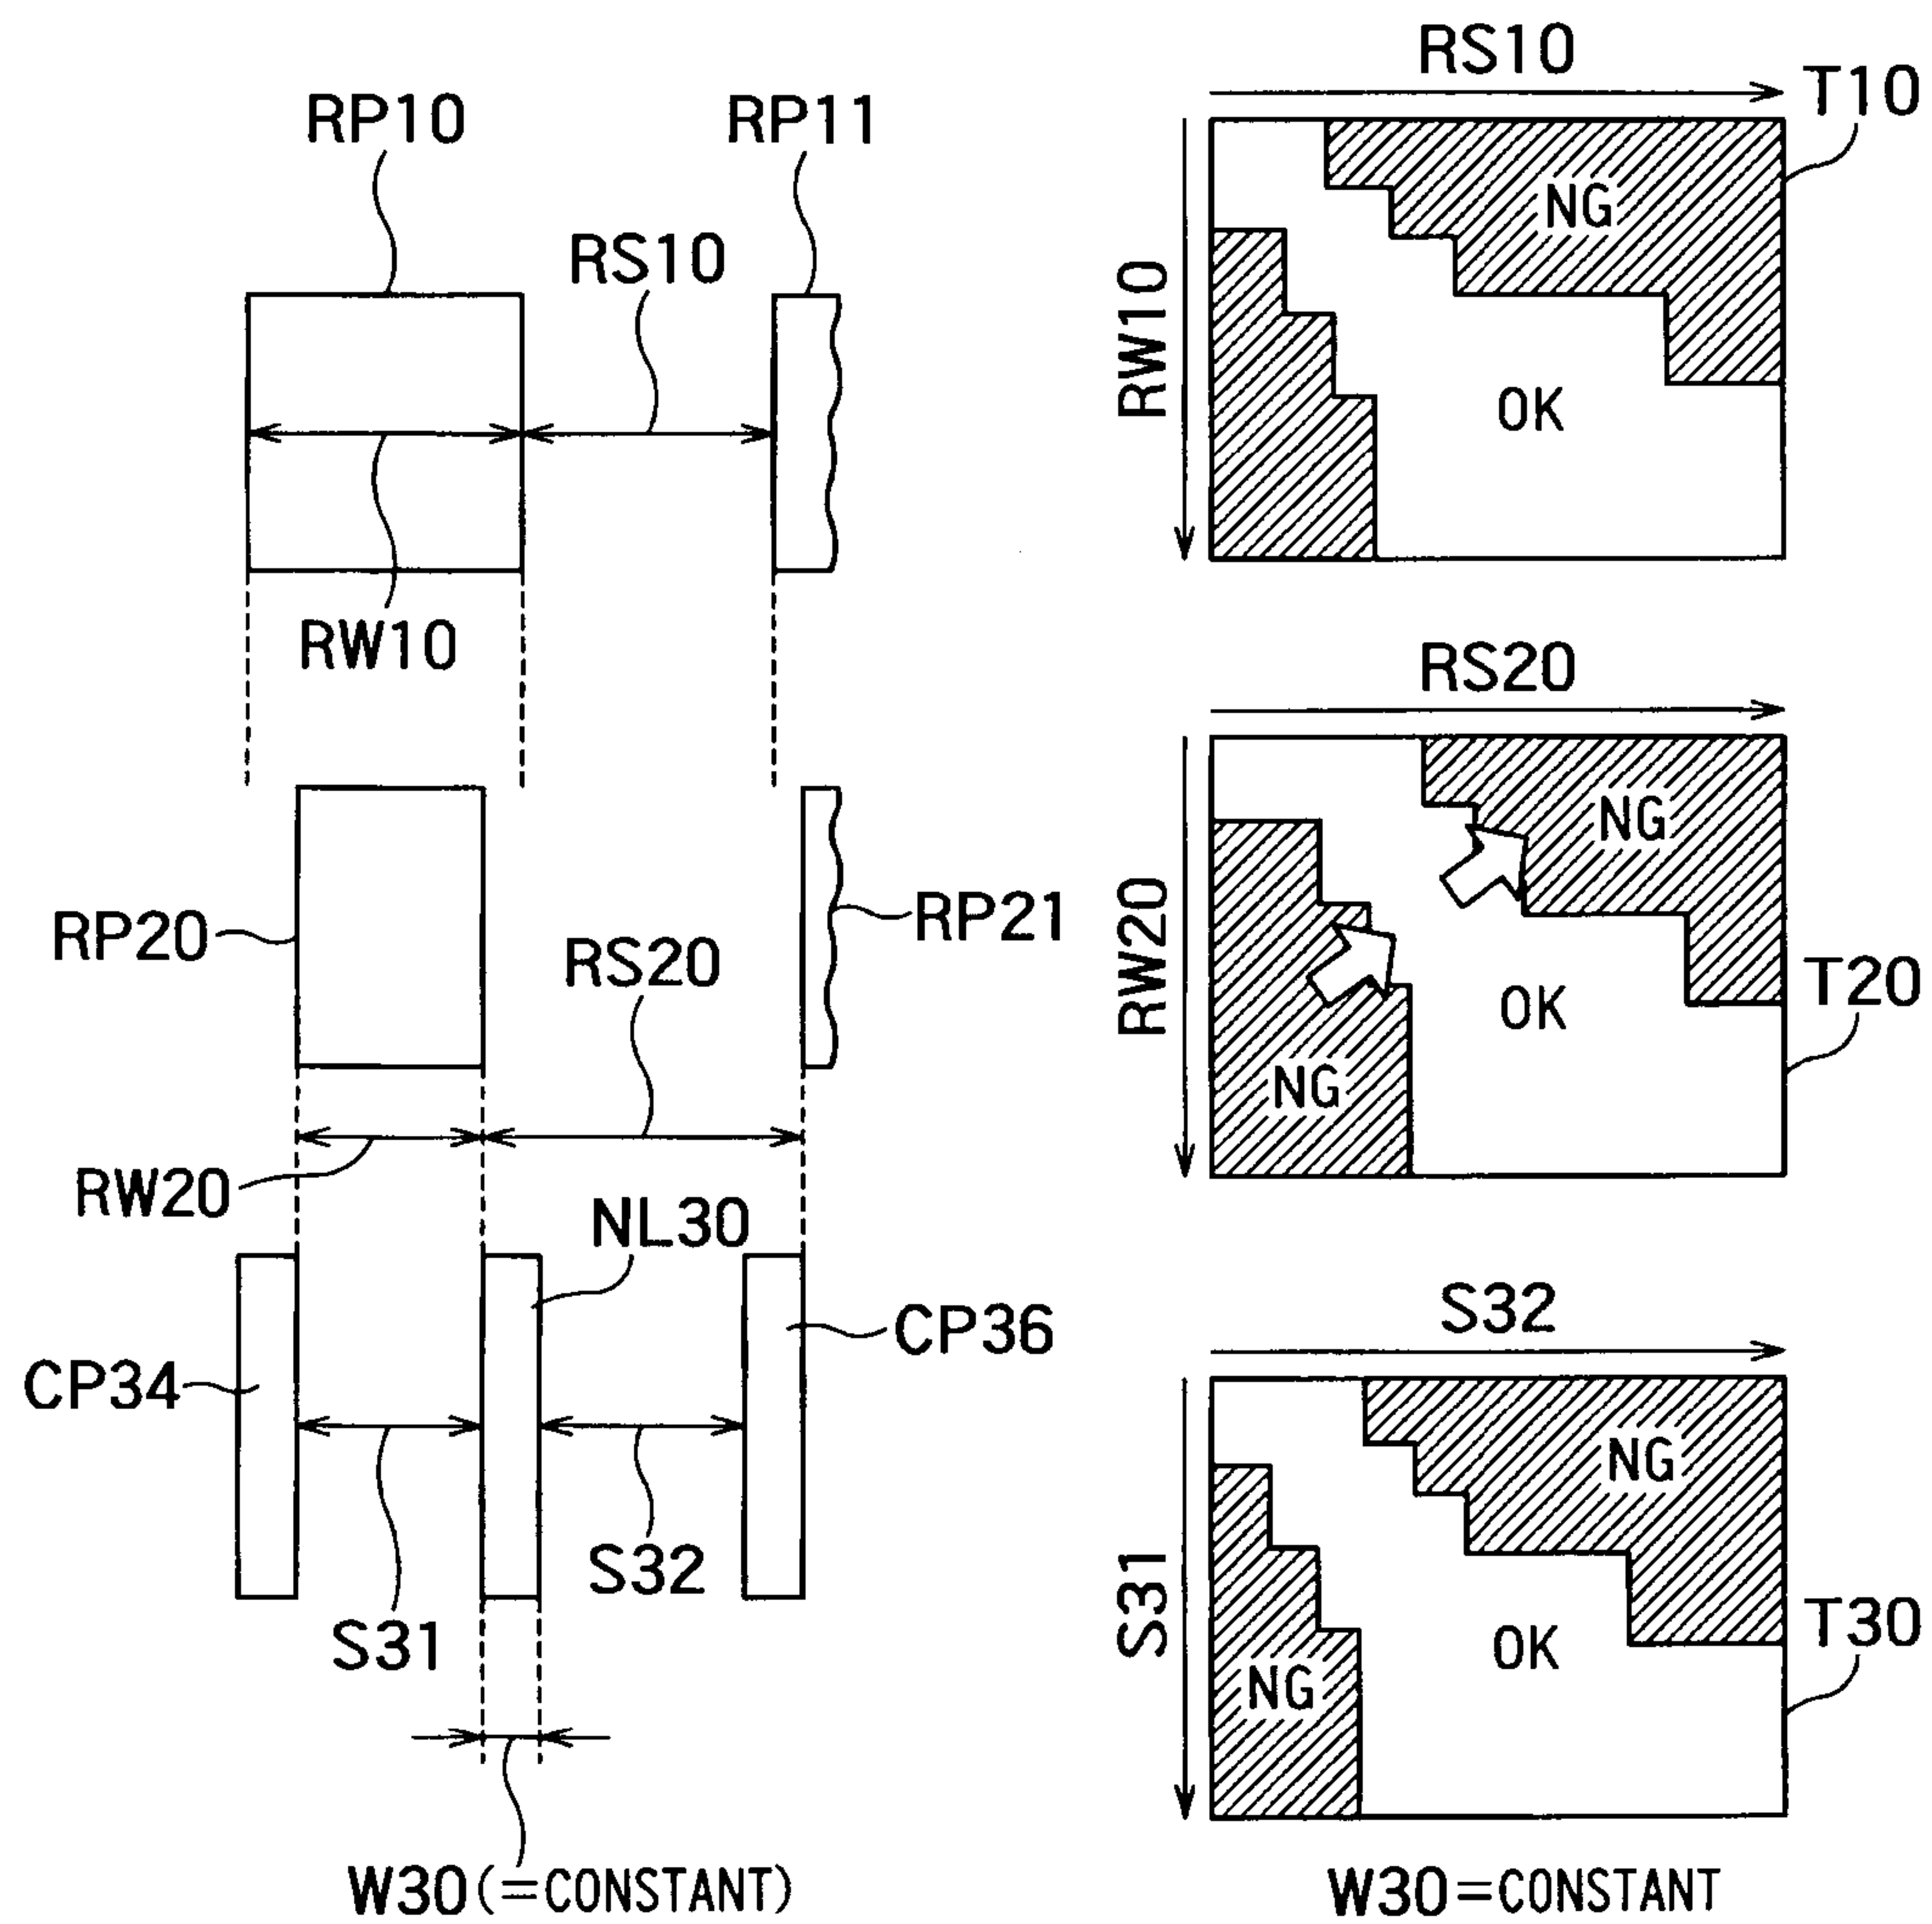 RP10
RP11
RS10
RW10
RP20
RS20
RP21
RW20
NL30
CP36
CP34
S31
S32
W30(=CONSTANT)
RS10
T10
RW10
NG
OK
RS20
RW20
NG
OK
NG
T20
S32
S31
NG
OK
NG
T30
W30=CONSTANT